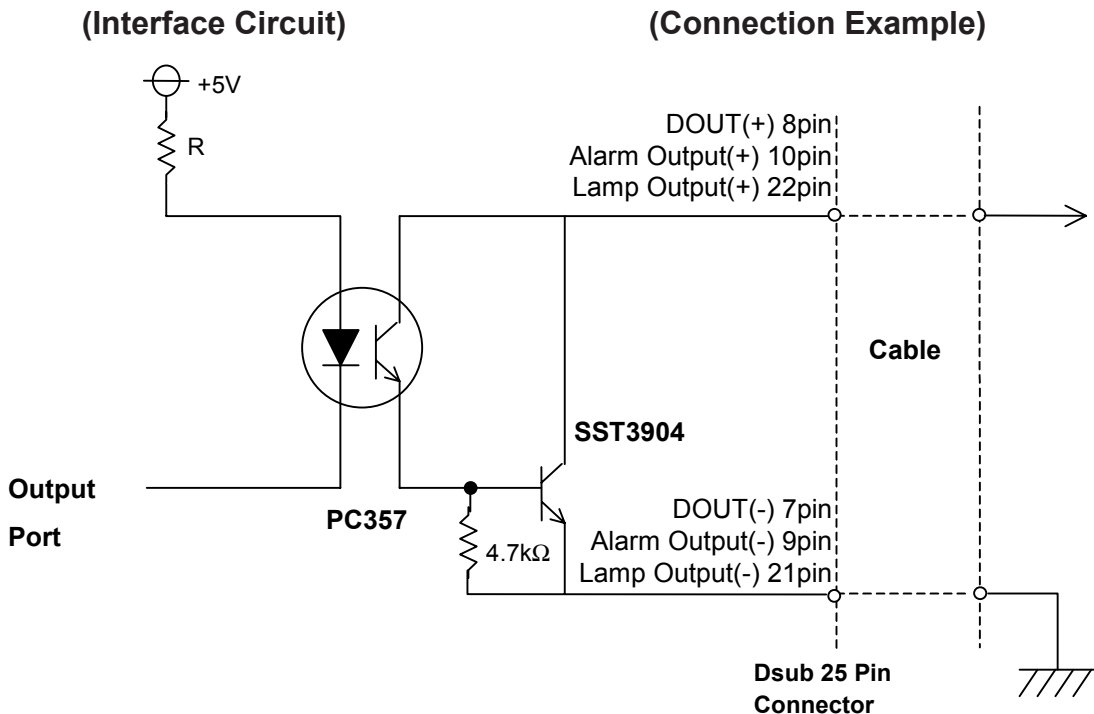 (Interface Circuit)
(Connection Example)
+5V
R
DOUT(+) 8pin
Alarm Output(+) 10pin
Lamp Output(+) 22pin
Cable
SST3904
Output
Port
PC357
4.7kΩ
DOUT(-) 7pin
Alarm Output(-) 9pin
Lamp Output(-) 21pin
Dsub 25 Pin
Connector